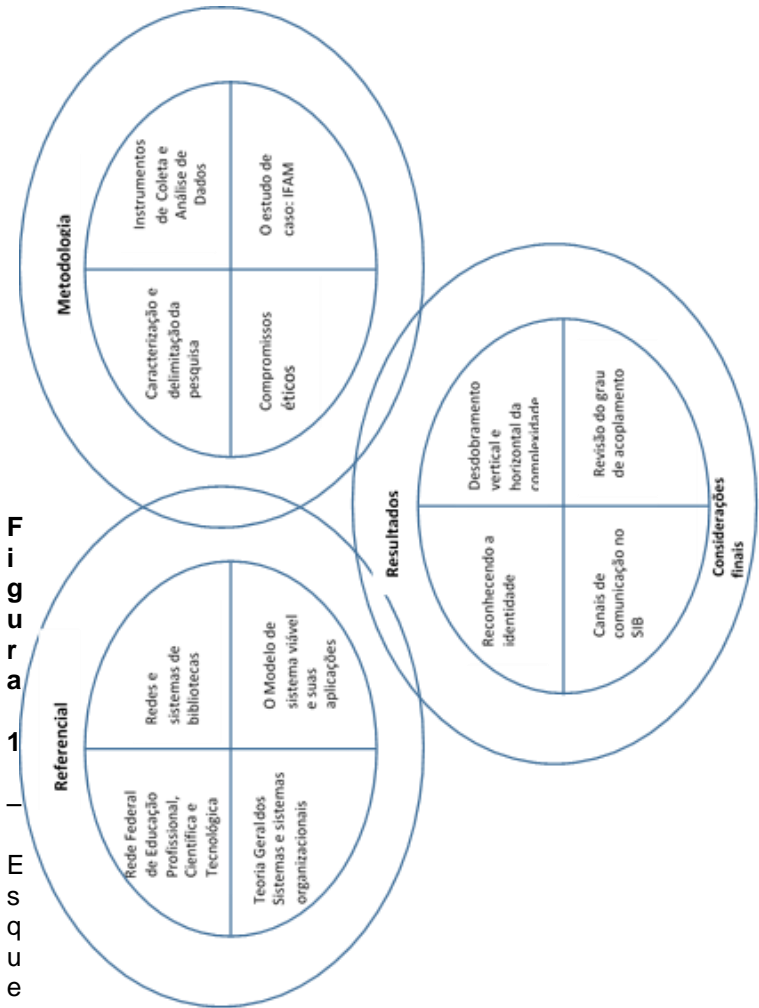 Figura 1 – Esque
Referencial
Rede Federal
de Educação
Profissional,
Científica e
Tecnológica
Redes e
sistemas de
bibliotecas
Teoria Geral dos
Sistemas e sistemas
organizacionais
O Modelo de
sistema viável
e suas
aplicações
Metodologia
Caracterização e
delimitação da
pesquisa
Instrumentos
de Coleta e
Análise de
Dados
Compromissos
éticos
O estudo de
caso: IFAM
Resultados
Reconhecendo a
identidade
Desdobramento
vertical e
horizontal da
complexidade
Canais de
comunicação no
SIB
Revisão do grau
de acoplamento
Considerações
finais